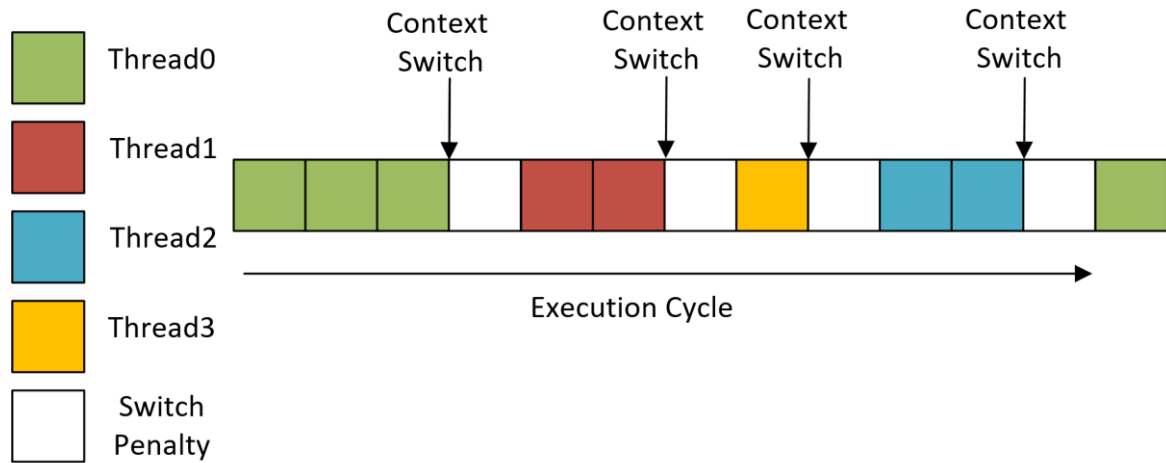 Thread0
Thread1
Thread2
Thread3
Switch
Penalty
Context
Switch
Context
Switch
Context
Switch
Context
Switch
Execution Cycle